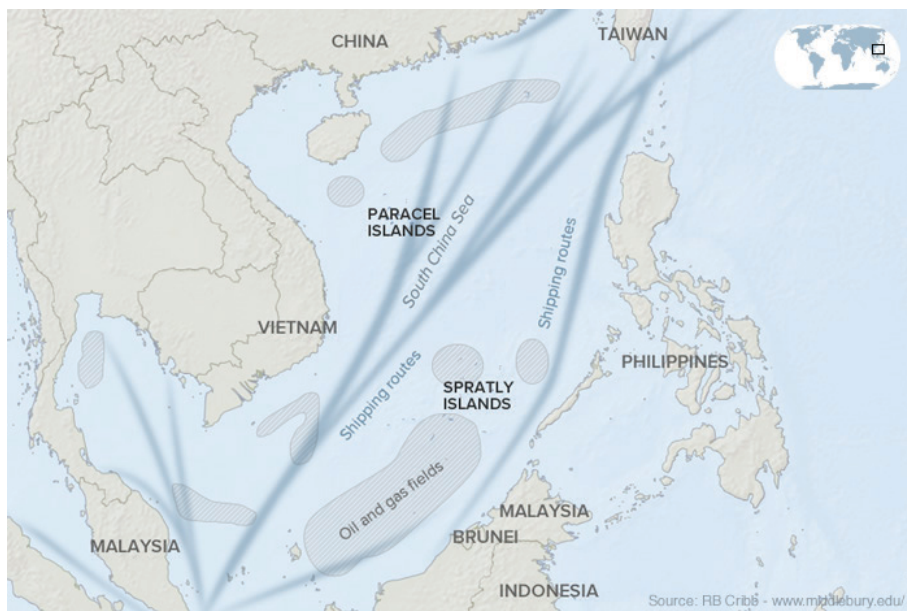 CHINA
TAIWAN
PARACEL
ISLANDS
South China Sea
Shipping routes
VIETNAM
Shipping routes
PHILIPPINES
SPRATLY
ISLANDS
Oil and gas fields
MALAYSIA
MALAYSIA
BRUNEI
INDONESIA
Source: RB Cribb - www.middlebury.edu/